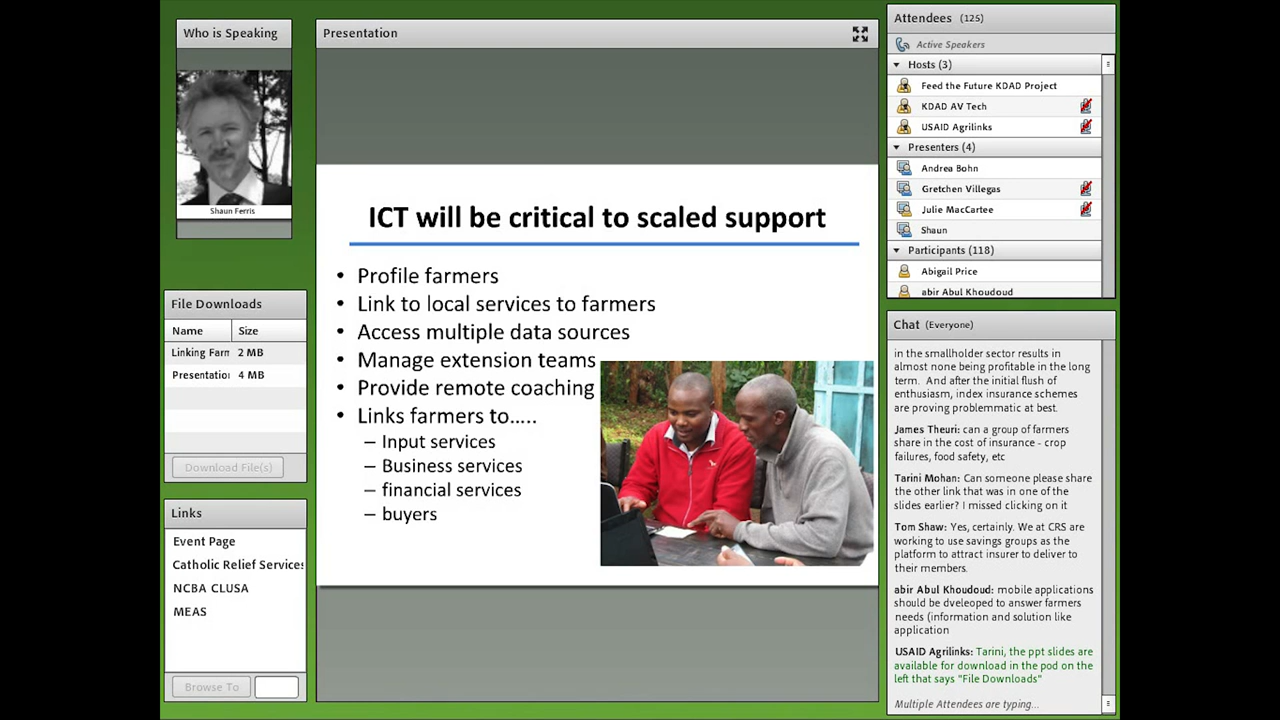 Who is Speaking
Shaun Ferris
File Downloads
Name Size
Linking Farn 2 MB
Presentatio 4 MB
Download File(s)
Links
Event Page
Catholic Relief Services
NCBA CLUSA
MEAS
Browse To
Presentation
ICT will be critical to scaled support
• Profile farmers
• Link to local services to farmers
• Access multiple data sources
• Manage extension teams
• Provide remote coaching
• Links farmers to.....
– Input services
– Business services
– financial services
– buyers
Attendees (125)
Active Speakers
Hosts (3)
Feed the Future KDAD Project
KDAD AV Tech
USAID Agrilinks
Presenters (4)
Andrea Bohn
Gretchen Villegas
Julie MacCartee
Shaun
Participants (118)
Abigail Price
abir Abul Khoudoud
Chat (Everyone)
in the smallholder sector results in
almost none being profitable in the long
term. And after the initial flush of
enthusiasm, index insurance schemes
are proving problemmatic at best.
James Theuri: can a group of farmers
share in the cost of insurance - crop
failures, food safety, etc
Tarini Mohan: Can someone please share
the other link that was in one of the
slides earlier? I missed clicking on it
Tom Shaw: Yes, certainly. We at CRS are
working to use savings groups as the
platform to attract insurer to deliver to
their members.
abir Abul Khoudoud: mobile applications
should be dveleoped to answer farmers
needs (information and solution like
application
USAID Agrilinks: Tarini, the ppt slides are
available for download in the pod on the
left that says "File Downloads"
Multiple Attendees are typing...